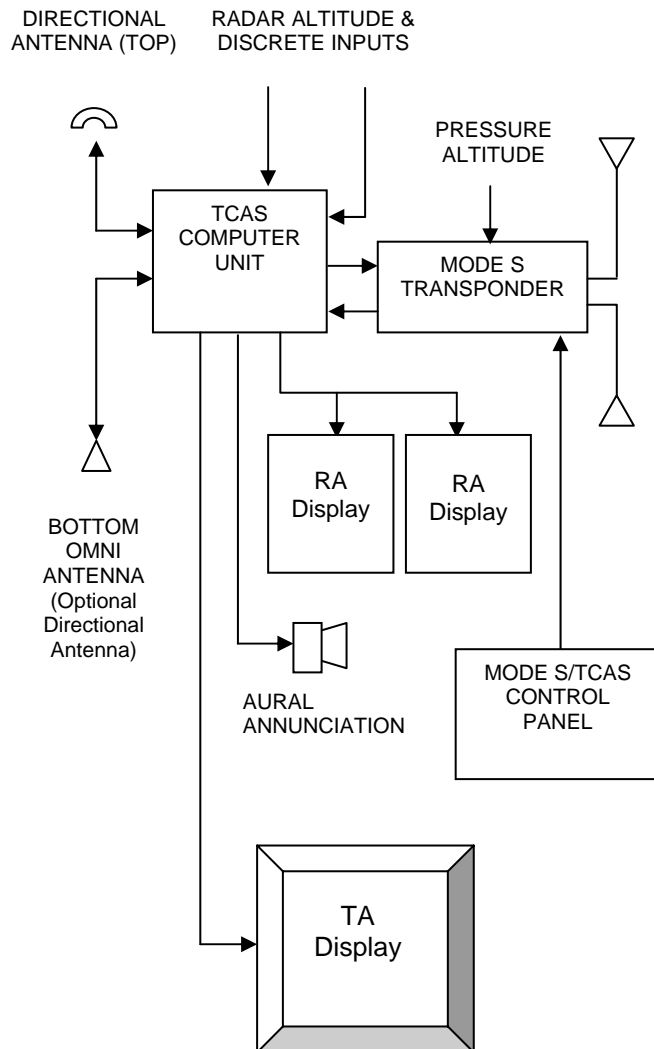 DIRECTIONAL
ANTENNA (TOP)
RADAR ALTITUDE &
DISCRETE INPUTS
PRESSURE
ALTITUDE
TCAS
COMPUTER
UNIT
MODE S
TRANSPONDER
RA
Display
RA
Display
BOTTOM
OMNI
ANTENNA
(Optional
Directional
Antenna)
AURAL
ANNUNCIATION
MODE S/TCAS
CONTROL
PANEL
TA
Display